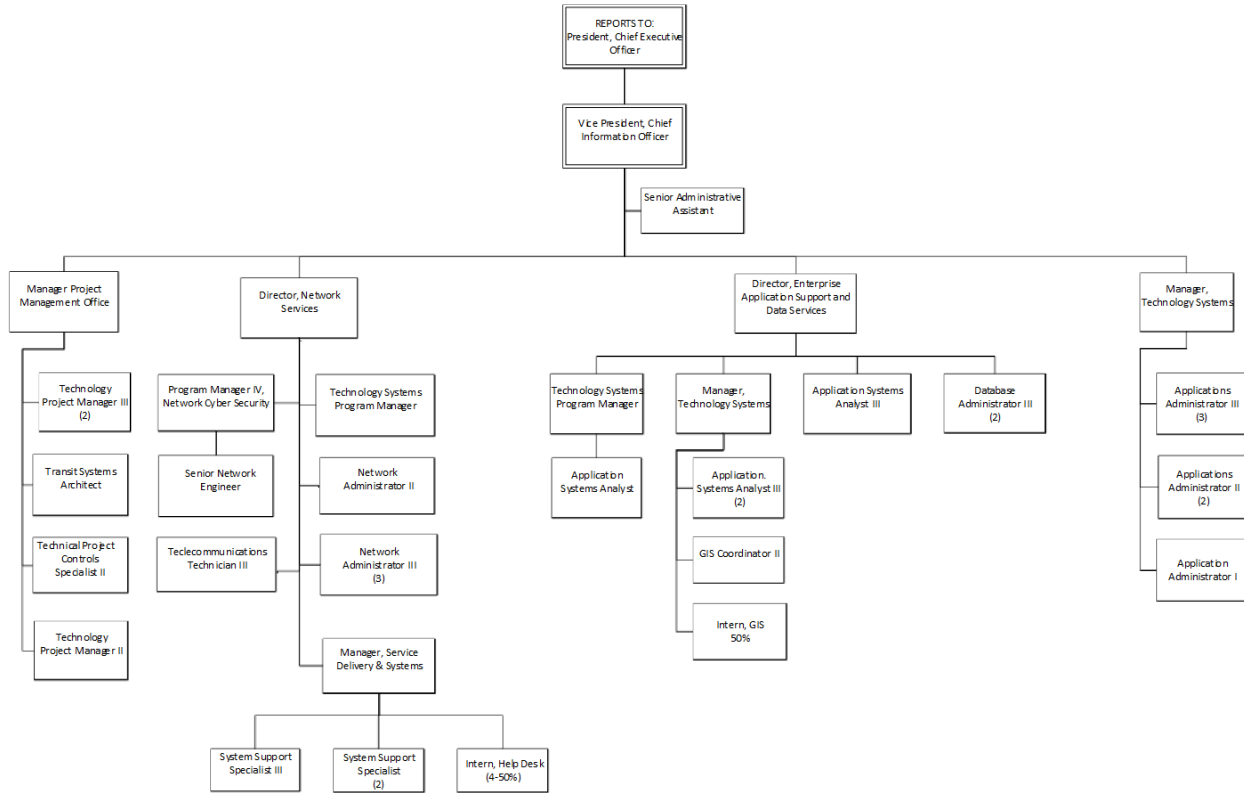 REPORTS TO:
President, Chief Executive
Officer
Vice President, Chief
Information Officer
Senior Administrative
Assistant
Manager Project
Management Office
Director, Network
Services
Director, Enterprise
Application Support and
Data Services
Manager,
Technology Systems
Technology
Project Manager III
(2)
Transit Systems
Architect
Technical Project
Controls
Specialist II
Technology
Project Manager II
Program Manager IV,
Network Cyber Security
Senior Network
Engineer
Teclecommunications
Technician III
Technology Systems
Program Manager
Network
Administrator II
Network
Administrator III
(3)
Manager, Service
Delivery & Systems
System Support
Specialist III
System Support
Specialist
(2)
Intern, Help Desk
(4-50%)
Technology Systems
Program Manager
Application
Systems Analyst
Manager,
Technology Systems
Application.
Systems Analyst III
(2)
GIS Coordinator II
Intern, GIS
50%
Application Systems
Analyst III
Database
Administrator III
(2)
Applications
Administrator III
(3)
Applications
Administrator II
(2)
Application
Administrator I